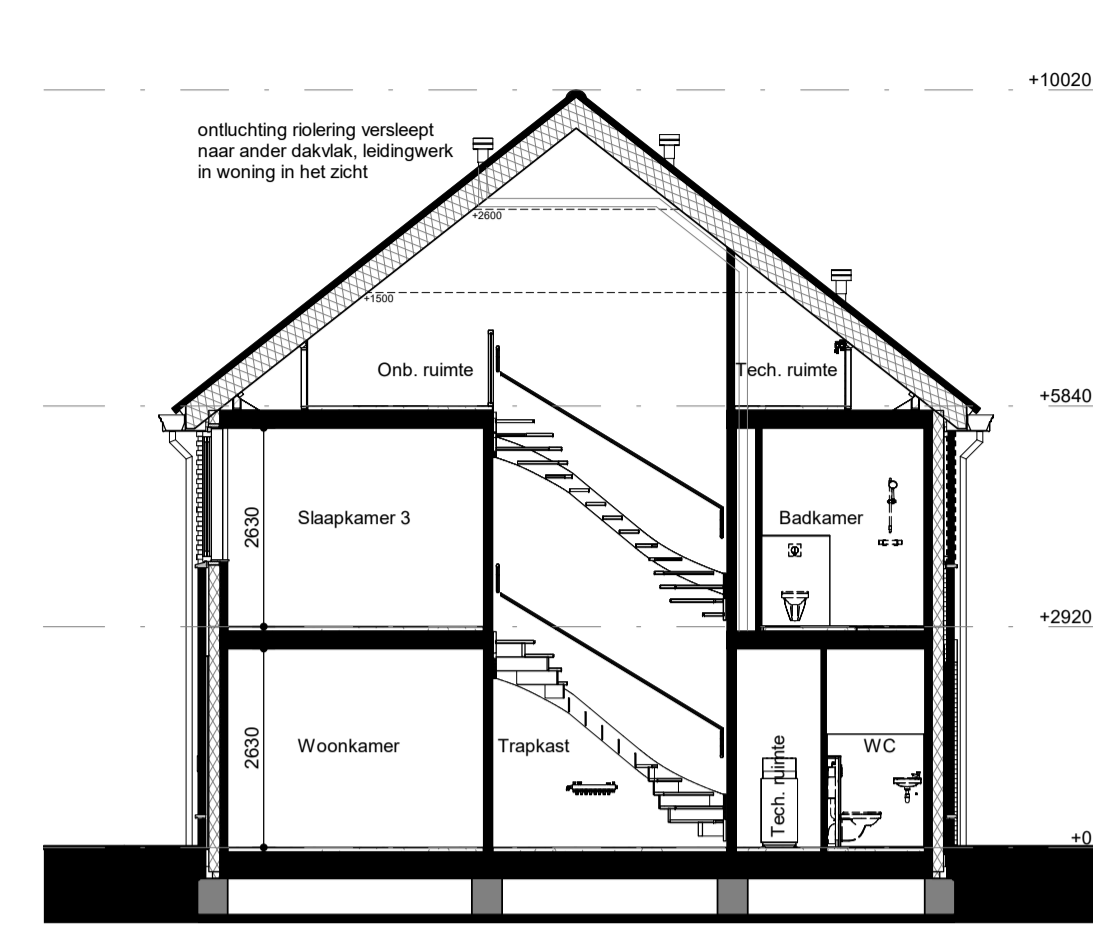 +10020
ontluchting riolering versleept
naar ander dakvlak, leidingwerk
in woning in het zicht
+2600
+1500
Onb. ruimte
Tech. ruimte
+5840
2630
Slaapkamer 3
Badkamer
+2920
2630
Woonkamer
Trapkast
Tech. ruimte
WC
+0